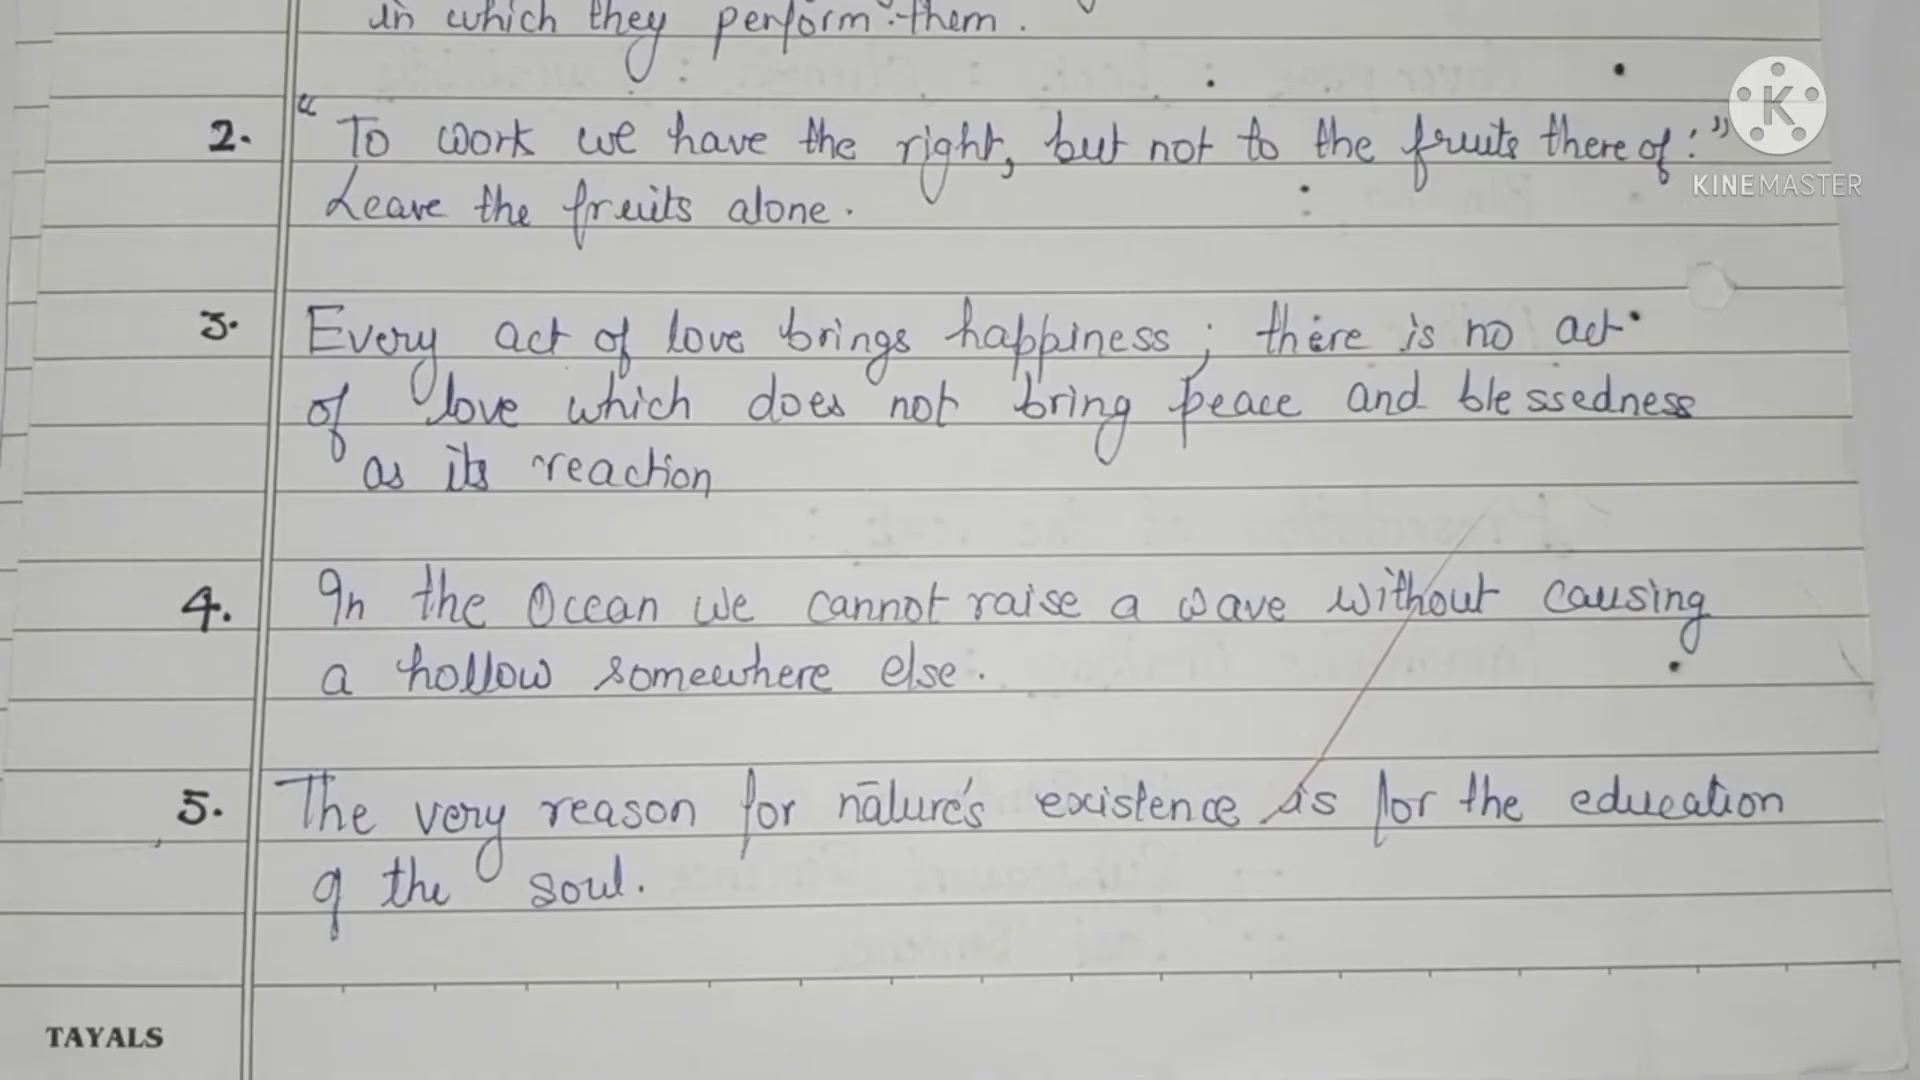 in which they perform them.
2. "To work we have the right, but not to the fruits there of:"
KINEMASTER
Leave the fruits alone.
3. Every act of love brings happiness; there is no act
of love which does not bring peace and blessedness
as its reaction
4. In the Ocean we cannot raise a wave without causing
a hollow somewhere else.
5. The very reason for nature's existence is for the education
of the soul.
TAYALS